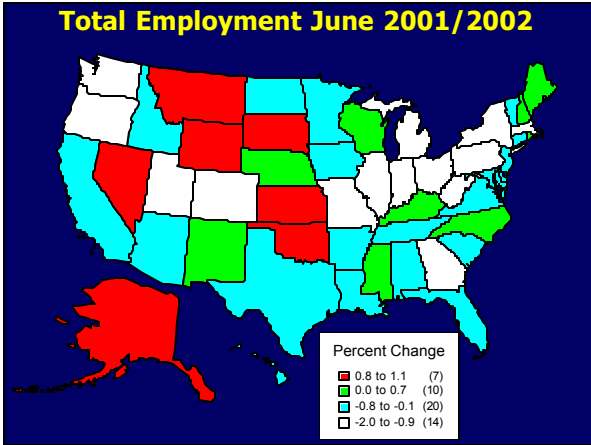 Total Employment June 2001/2002
Percent Change
0.8 to 1.1 (7)
0.0 to 0.7 (10)
-0.8 to -0.1 (20)
-2.0 to -0.9 (14)